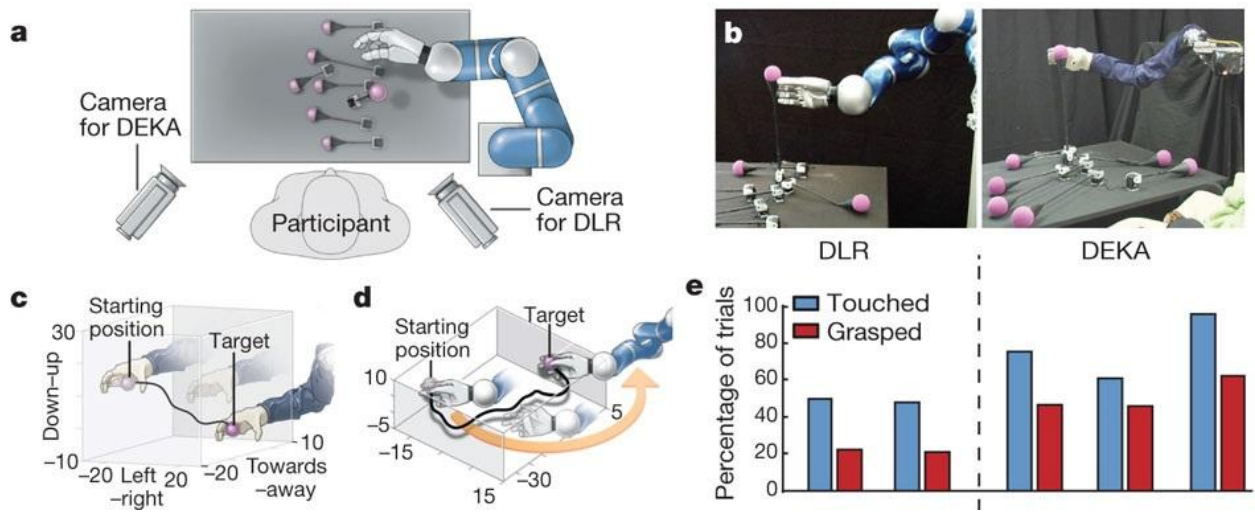 a
Camera
for DEKA
Participant
Camera
for DLR
b
DLR
DEKA
c
Starting
position
Target
30
Down–up
–10
–20
Left
–right
20
–20
Towards
–away
10
d
Starting
position
Target
10
–5
–15
15
–30
5
e
Percentage of trials
100
80
60
40
20
0
Touched
Grasped